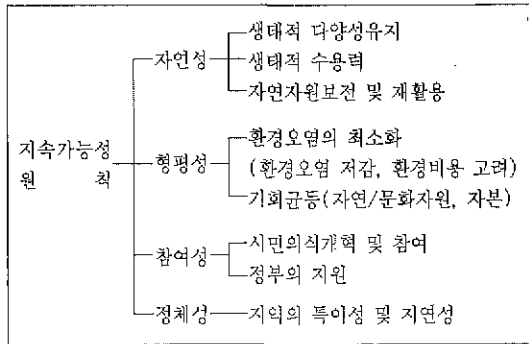 생태적 다양성유지
자연성 생태적 수용력
자연자원보전 및 재활용
환경오염의 최소화
지속가능성
형평성 (환경오염 저감, 환경비용 고려)
원 칙
기회균등(자연/문화자원, 자본)
시민의식개혁 및 참여
참여성
정부의 지원
정체성 지역의 특이성 및 지연성